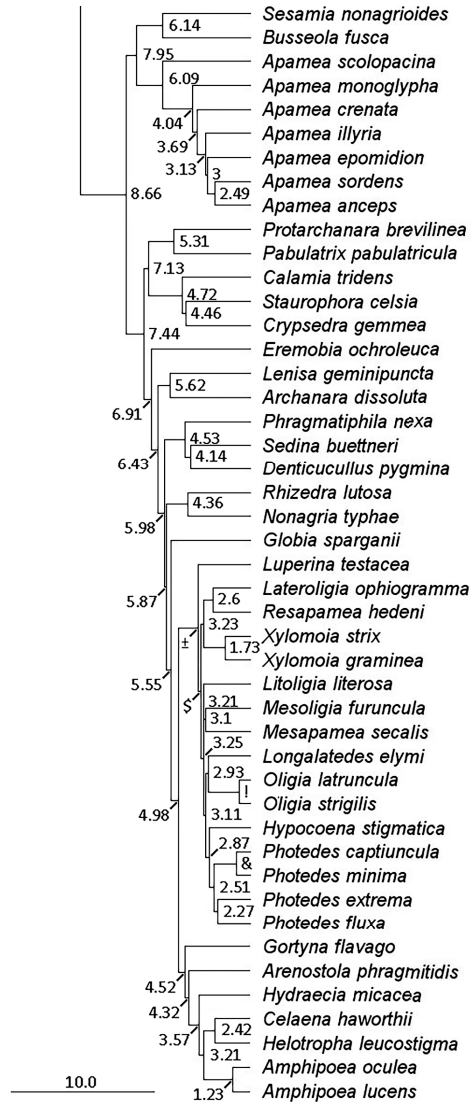 Sesamia nonagrioides
6.14
Busseola fusca
7.95
Apamea scolopacina
6.09
Apamea monoglypha
4.04
Apamea crenata
3.69
Apamea illyria
3.13
Apamea epomidion
3
Apamea sordens
8.66
2.49
Apamea anceps
Protarchanara brevilinea
5.31
Pabulatrix pabulatricula
7.13
Calamia tridens
4.72
Staurophora celsia
4.46
Crypsedra gemmea
7.44
Eremobia ochroleuca
Lenisa geminipuncta
5.62
Archanara dissoluta
6.91
Phragmatiphila nexa
4.53
Sedina buettneri
4.14
6.43
Denticucullus pygmina
Rhizedra lutosa
4.36
Nonagria typhae
5.98
Globia sparganii
Luperina testacea
Lateroligia ophiogramma
5.87
2.6
Resapamea hedeni
3.23
Xylomoia strix
±
1.73
Xylomoia graminea
5.55
Litoligia literosa
$
3.21
Mesoligia furuncula
3.1
Mesapamea secalis
3.25
Longalatedes elymi
2.93
Oligia latruncula
!
Oligia strigilis
4.98
3.11
Hypocoena stigmatica
2.87
Photedes captiuncula
&
Photedes minima
2.51
Photedes extrema
2.27
Photedes fluxa
Gortyna flavago
Arenostola phragmitidis
4.52
Hydraecia micacea
4.32
Celaena haworthii
2.42
3.57
Helotropha leucostigma
3.21
Amphipoea oculea
10.0
1.23
Amphipoea lucens